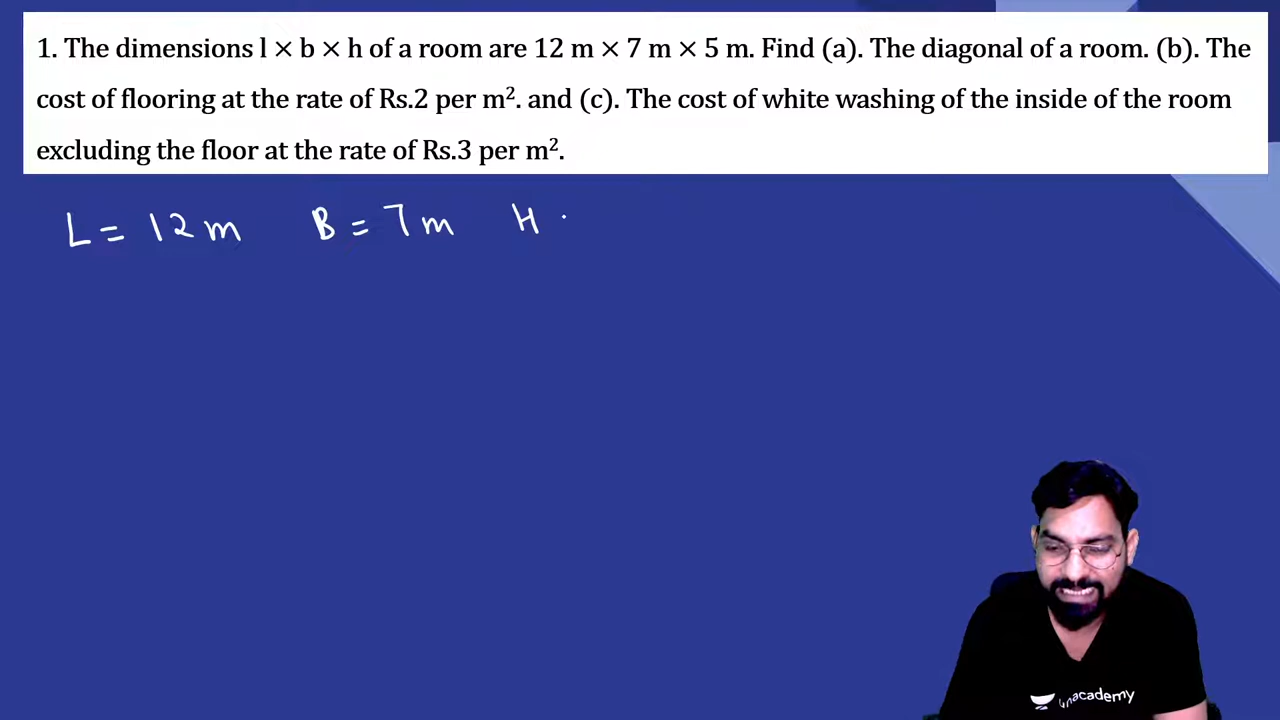 1. The dimensions l × b × h of a room are 12 m × 7 m × 5 m. Find (a). The diagonal of a room. (b). The
cost of flooring at the rate of Rs.2 per m². and (c). The cost of white washing of the inside of the room
excluding the floor at the rate of Rs.3 per m².
L = 12 m B = 7 m H
unacademy